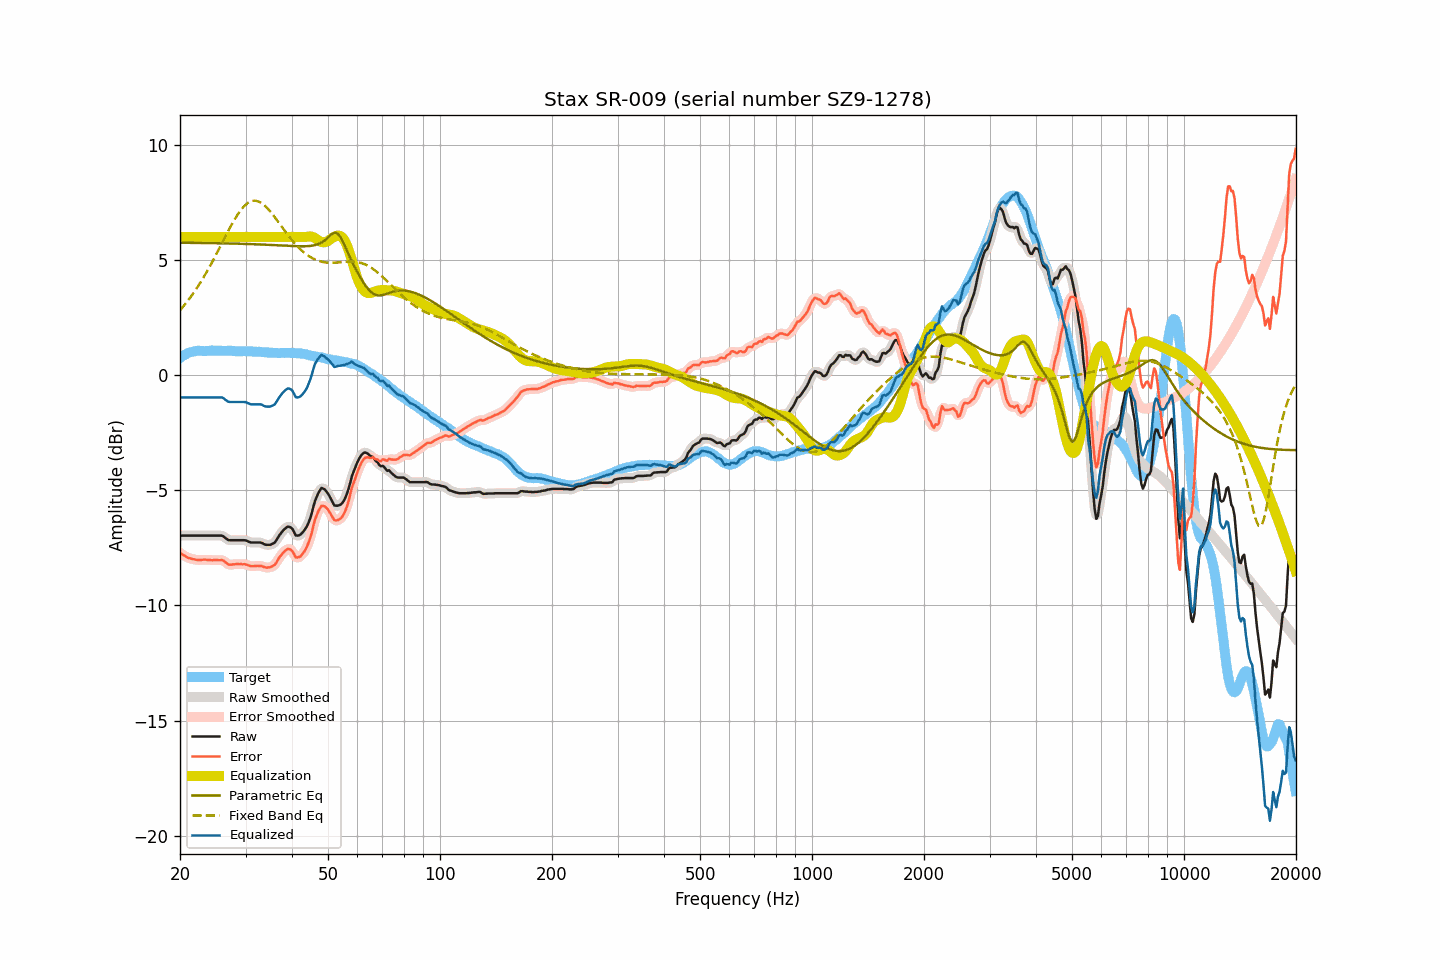 Stax SR-009 (serial number SZ9-1278)
Amplitude (dBr)
10
5
0
−5
−10
−15
−20
Target
Raw Smoothed
Error Smoothed
Raw
Error
Equalization
Parametric Eq
Fixed Band Eq
Equalized
20 50 100 200 500 1000 2000 5000 10000 20000
Frequency (Hz)